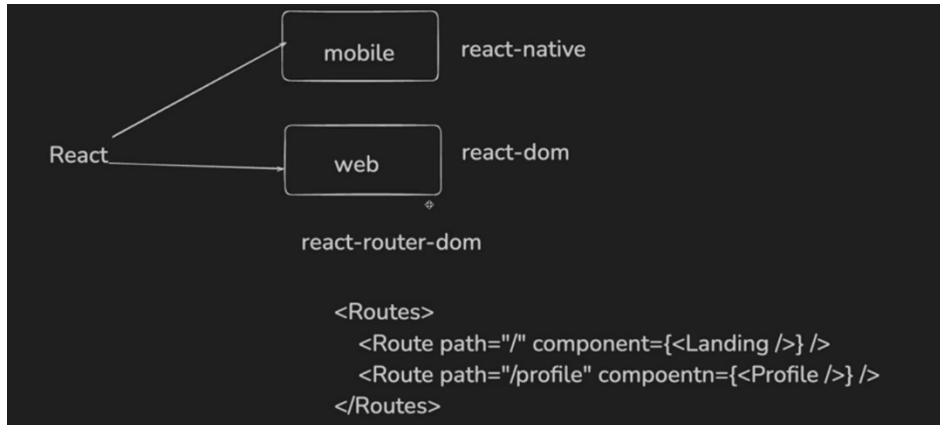 mobile
react-native
React
web
react-dom
react-router-dom
<Routes>
<Route path="/" component={<Landing />} />
<Route path="/profile" compoentn={<Profile />} />
</Routes>